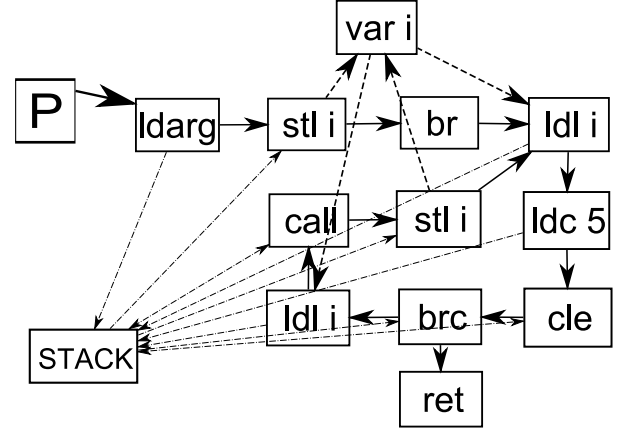 var i
P
ldarg
stl i
br
ldl i
call
stl i
ldc 5
ldl i
brc
cle
STACK
ret